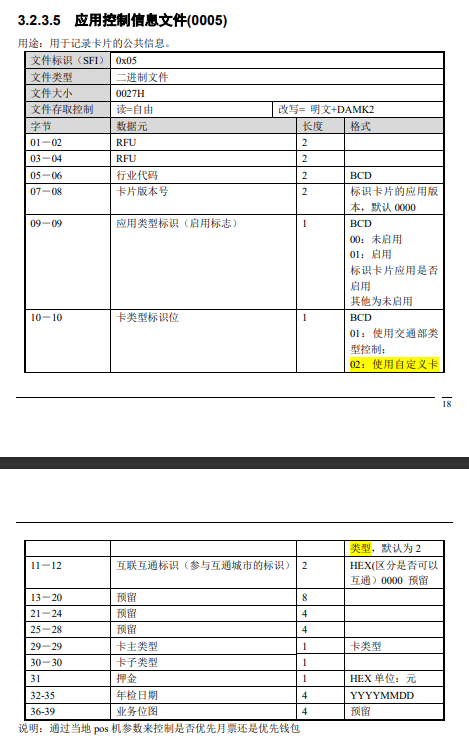 3.2.3.5 应用控制信息文件(0005)
用途：用于记录卡片的公共信息。
文件标识（SFI） 0x05
文件类型 二进制文件
文件大小 0027H
文件存取控制 读=自由 改写= 明文+DAMK2
字节 数据元 长度 格式
01－02 RFU 2
03－04 RFU 2
05－06 行业代码 2 BCD
07－08 卡片版本号 2 标识卡片的应用版
本，默认 0000
09－09 应用类型标识（启用标志） 1 BCD
00：未启用
01：启用
标识卡片应用是否
启用
其他为未启用
10－10 卡类型标识位 1 BCD
01：使用交通部类
型控制；
02：使用自定义卡
18
类型，默认为 2
11－12 互联互通标识（参与互通城市的标识） 2 HEX(区分是否可以
互通）0000 预留
13－20 预留 8
21－24 预留 4
25－28 预留 4
29－29 卡主类型 1 卡类型
30－30 卡子类型 1
31 押金 1 HEX 单位：元
32-35 年检日期 4 YYYYMMDD
36-39 业务位图 4 预留
说明：通过当地 pos 机参数来控制是否优先月票还是优先钱包